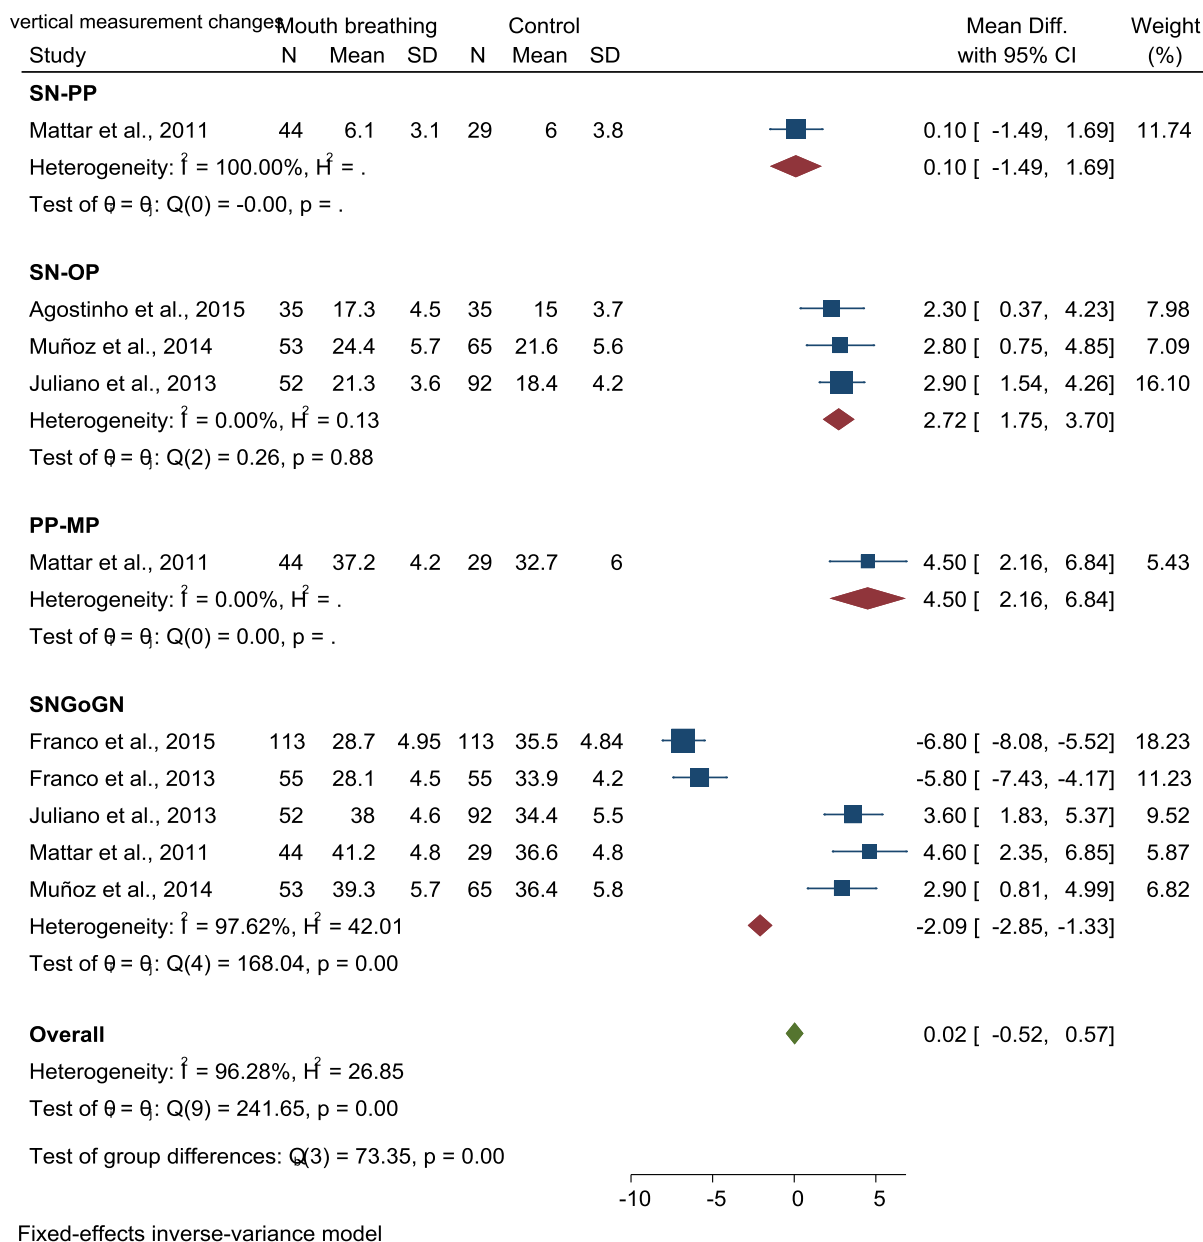 vertical measurement changes Mouth breathing Control Mean Diff. Weight
Study N Mean SD N Mean SD with 95% CI (%)
SN-PP
Mattar et al., 2011 44 6.1 3.1 29 6 3.8 0.10 [ -1.49, 1.69] 11.74
Heterogeneity: I² = 100.00%, H² = . 0.10 [ -1.49, 1.69]
Test of θᵢ = θⱼ: Q(0) = -0.00, p = .
SN-OP
Agostinho et al., 2015 35 17.3 4.5 35 15 3.7 2.30 [ 0.37, 4.23] 7.98
Muñoz et al., 2014 53 24.4 5.7 65 21.6 5.6 2.80 [ 0.75, 4.85] 7.09
Juliano et al., 2013 52 21.3 3.6 92 18.4 4.2 2.90 [ 1.54, 4.26] 16.10
Heterogeneity: I² = 0.00%, H² = 0.13 2.72 [ 1.75, 3.70]
Test of θᵢ = θⱼ: Q(2) = 0.26, p = 0.88
PP-MP
Mattar et al., 2011 44 37.2 4.2 29 32.7 6 4.50 [ 2.16, 6.84] 5.43
Heterogeneity: I² = 0.00%, H² = . 4.50 [ 2.16, 6.84]
Test of θᵢ = θⱼ: Q(0) = 0.00, p = .
SNGoGN
Franco et al., 2015 113 28.7 4.95 113 35.5 4.84 -6.80 [ -8.08, -5.52] 18.23
Franco et al., 2013 55 28.1 4.5 55 33.9 4.2 -5.80 [ -7.43, -4.17] 11.23
Juliano et al., 2013 52 38 4.6 92 34.4 5.5 3.60 [ 1.83, 5.37] 9.52
Mattar et al., 2011 44 41.2 4.8 29 36.6 4.8 4.60 [ 2.35, 6.85] 5.87
Muñoz et al., 2014 53 39.3 5.7 65 36.4 5.8 2.90 [ 0.81, 4.99] 6.82
Heterogeneity: I² = 97.62%, H² = 42.01 -2.09 [ -2.85, -1.33]
Test of θᵢ = θⱼ: Q(4) = 168.04, p = 0.00
Overall 0.02 [ -0.52, 0.57]
Heterogeneity: I² = 96.28%, H² = 26.85
Test of θᵢ = θⱼ: Q(9) = 241.65, p = 0.00
Test of group differences: Q_b(3) = 73.35, p = 0.00
-10 -5 0 5
Fixed-effects inverse-variance model